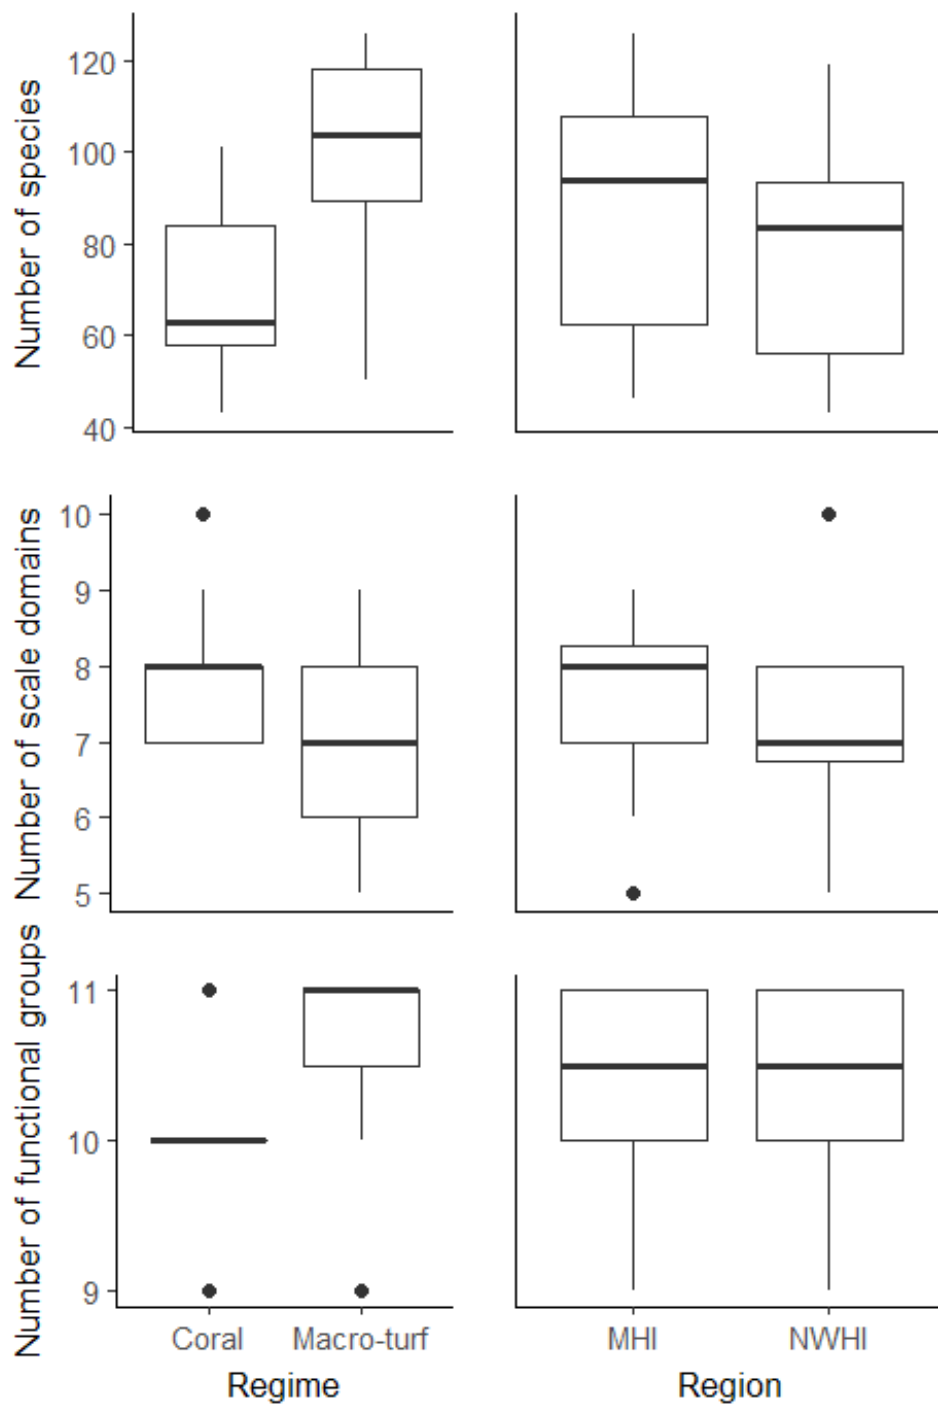 Number of species
120
100
80
60
40
Number of scale domains
10
9
8
7
6
5
Number of functional groups
11
10
9
Coral Macro-turf MHI NWHI
Regime Region